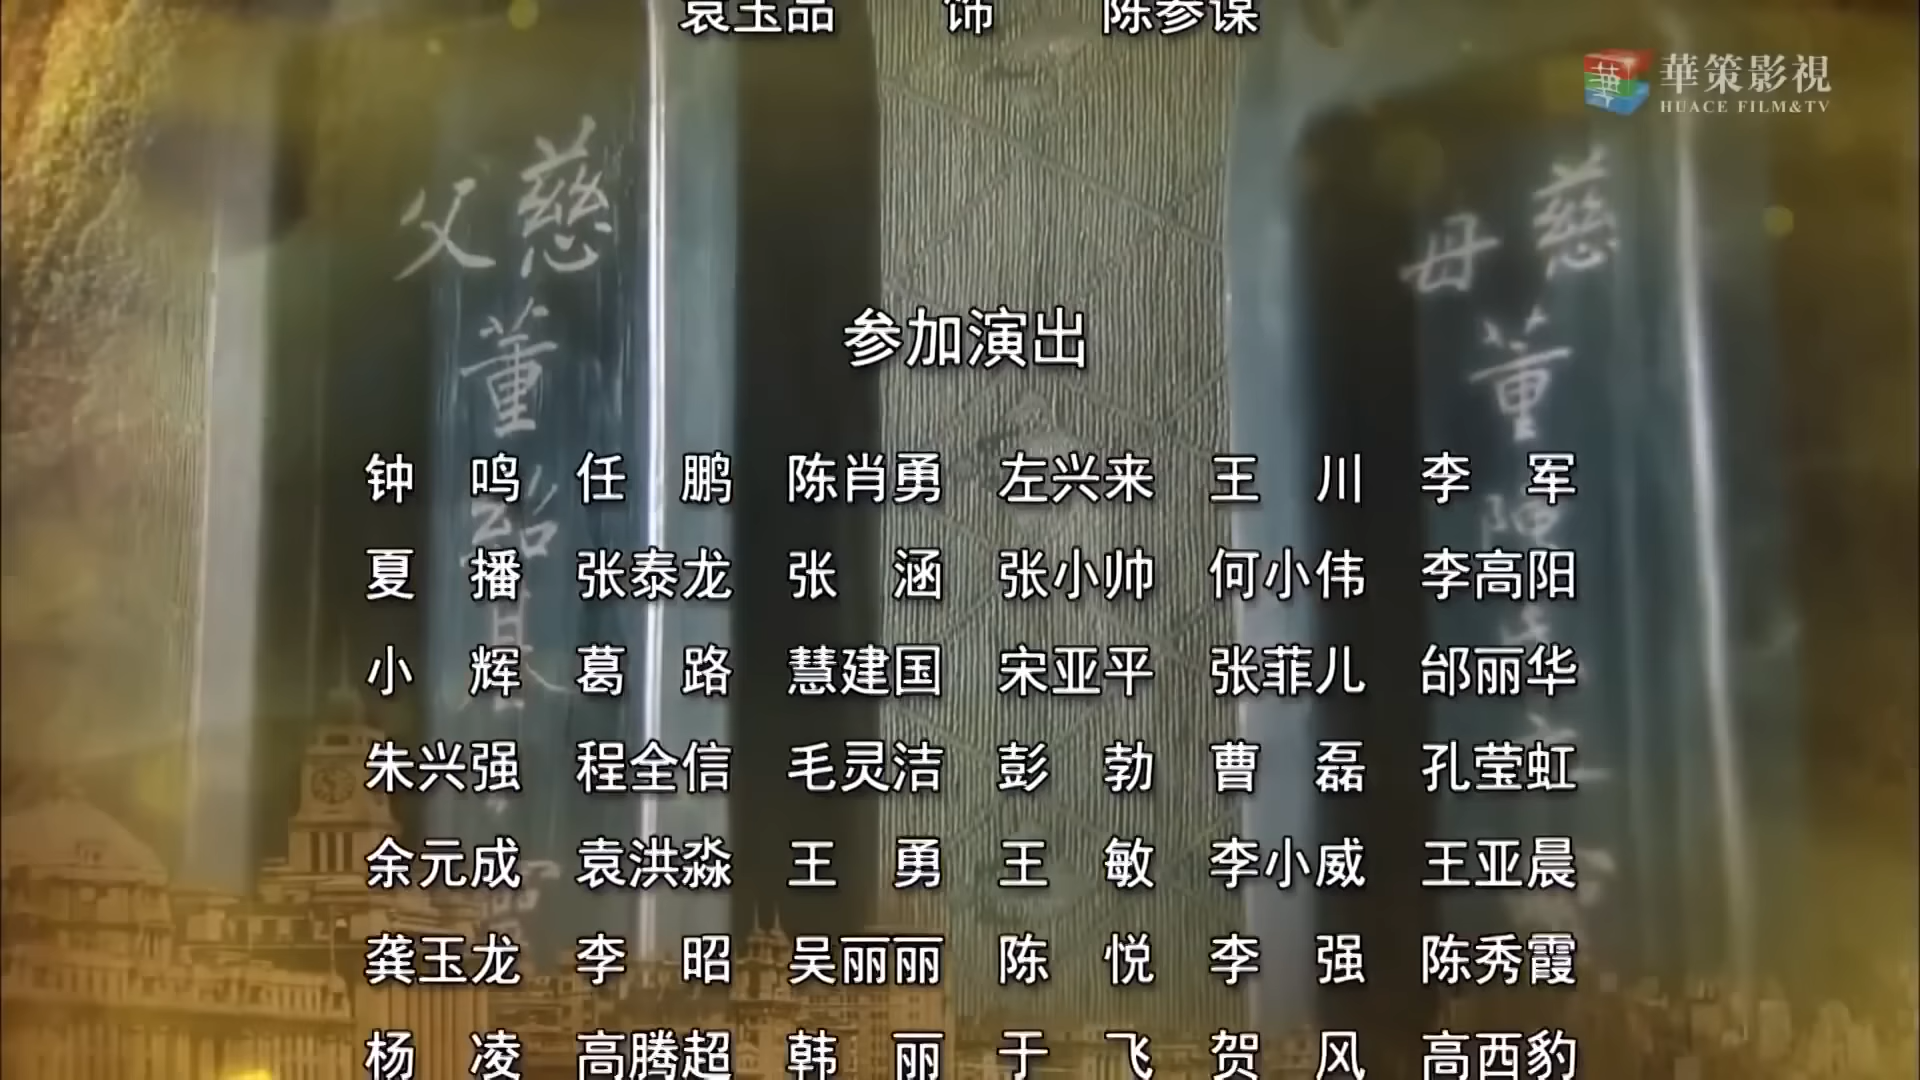 袁玉品 饰 陈参谋
華策影視
HUACE FILM&TV
慈父
董
慈母
董
陳
参加演出
钟鸣 任鹏 陈肖勇 左兴来 王川 李军
夏播 张泰龙 张涵 张小帅 何小伟 李高阳
小辉 葛路 慧建国 宋亚平 张菲儿 邰丽华
朱兴强 程全信 毛灵洁 彭勃 曹磊 孔莹虹
余元成 袁洪淼 王勇 王敏 李小威 王亚晨
龚玉龙 李昭 吴丽丽 陈悦 李强 陈秀霞
杨凌 高腾超 韩丽 于飞 贺风 高西豹